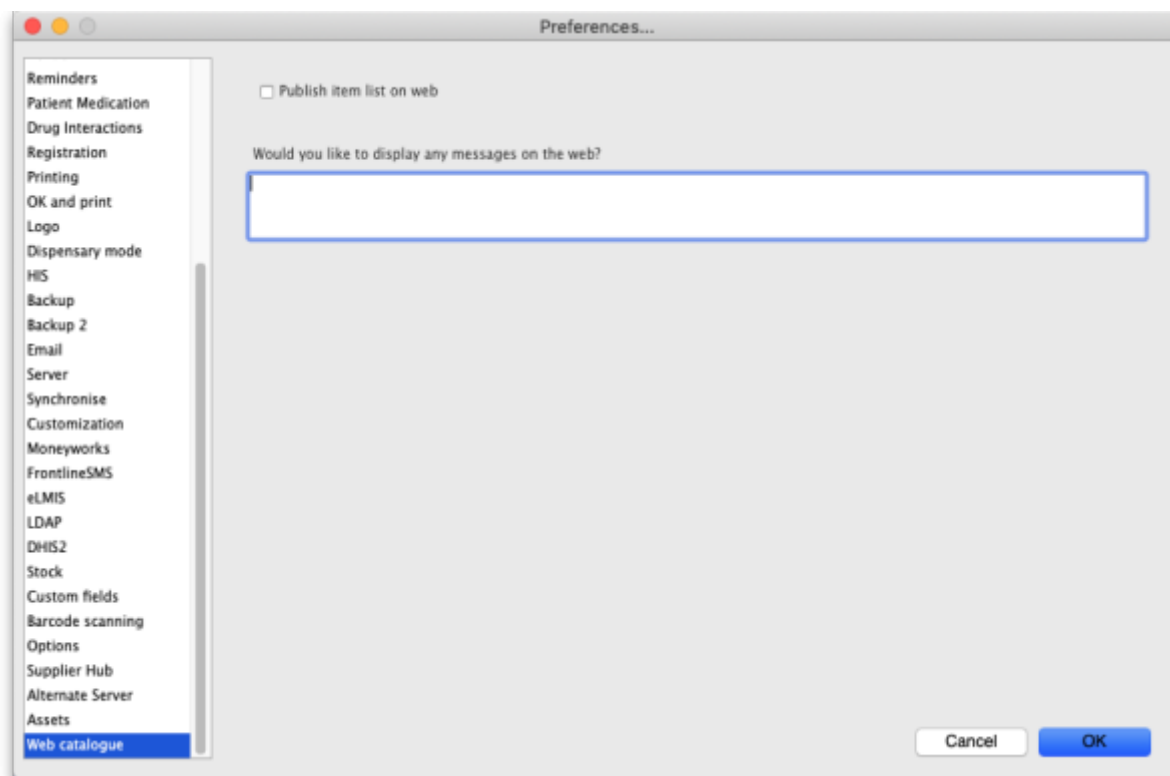 Preferences...
Reminders
Patient Medication
Drug Interactions
Registration
Printing
OK and print
Logo
Dispensary mode
HIS
Backup
Backup 2
Email
Server
Synchronise
Customization
Moneyworks
FrontlineSMS
eLMIS
LDAP
DHIS2
Stock
Custom fields
Barcode scanning
Options
Supplier Hub
Alternate Server
Assets
Web catalogue
Publish item list on web
Would you like to display any messages on the web?
Cancel
OK